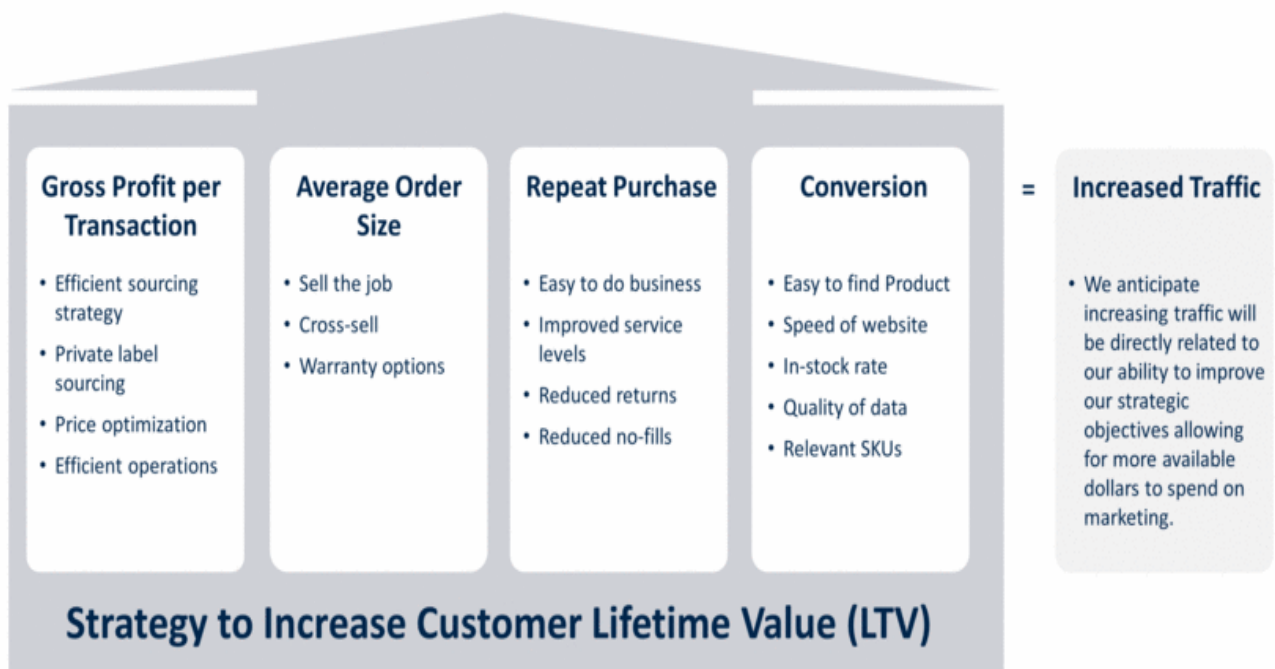 Gross Profit per
Transaction
• Efficient sourcing
strategy
• Private label
sourcing
• Price optimization
• Efficient operations
Average Order
Size
• Sell the job
• Cross-sell
• Warranty options
Repeat Purchase
• Easy to do business
• Improved service
levels
• Reduced returns
• Reduced no-fills
Conversion
• Easy to find Product
• Speed of website
• In-stock rate
• Quality of data
• Relevant SKUs
=
Increased Traffic
• We anticipate
increasing traffic will
be directly related to
our ability to improve
our strategic
objectives allowing
for more available
dollars to spend on
marketing.
Strategy to Increase Customer Lifetime Value (LTV)